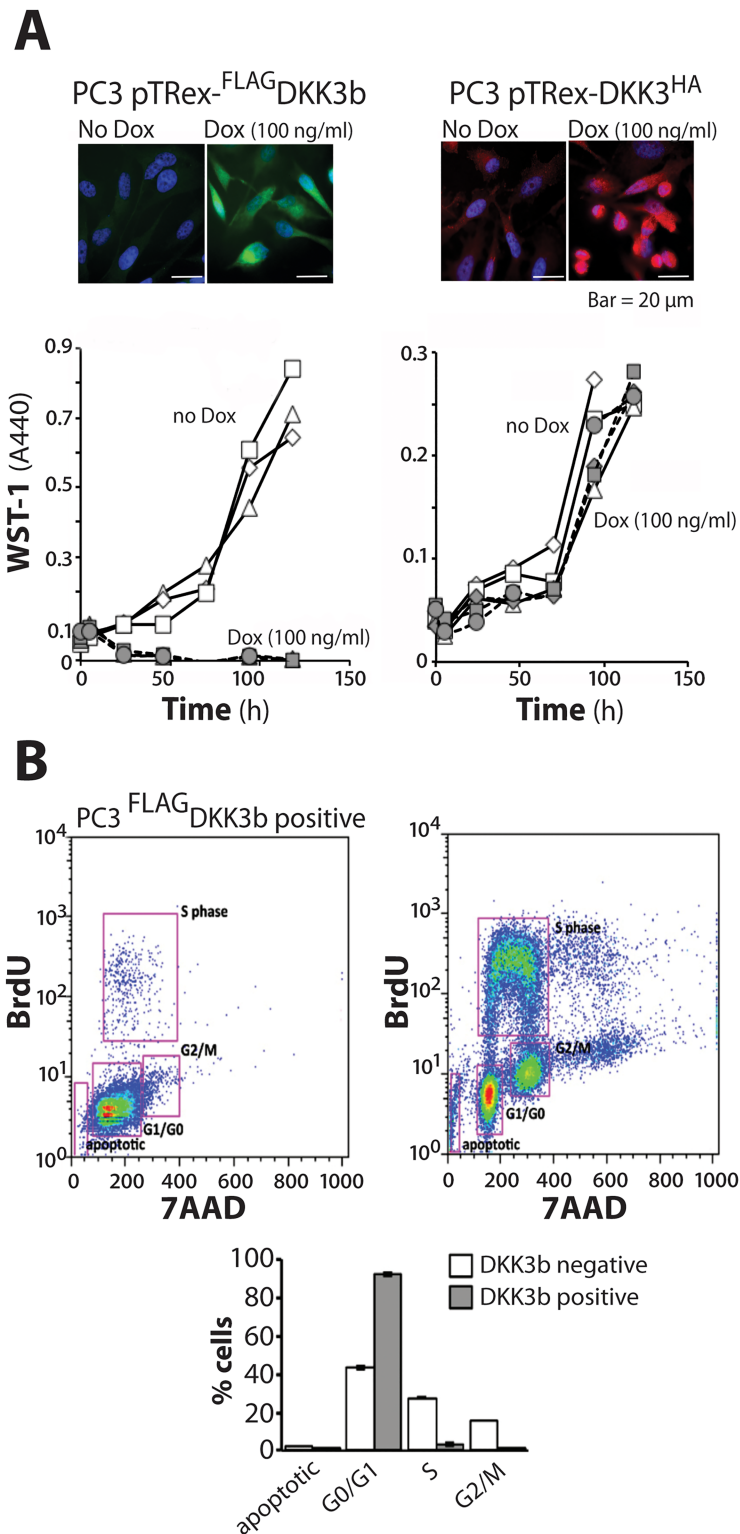 A
PC3 pTRex-FLAGDKK3b
No Dox
Dox (100 ng/ml)
PC3 pTRex-DKK3HA
No Dox
Dox (100 ng/ml)
Bar = 20 µm
WST-1 (A440)
0.9
0.7
0.5
0.3
0.1
0
no Dox
Dox (100 ng/ml)
0
50
100
150
Time (h)
0.3
0.2
0.1
0
no Dox
Dox (100 ng/ml)
0
50
100
150
Time (h)
B
PC3 FLAGDKK3b positive
BrdU
10⁴
10³
10²
10¹
10⁰
S phase
G2/M
G1/G0
apoptotic
0
200
400
600
800
1000
7AAD
BrdU
10⁴
10³
10²
10¹
10⁰
S phase
G2/M
G1/G0
apoptotic
0
200
400
600
800
1000
7AAD
% cells
100
80
60
40
20
0
DKK3b negative
DKK3b positive
apoptotic
G0/G1
S
G2/M